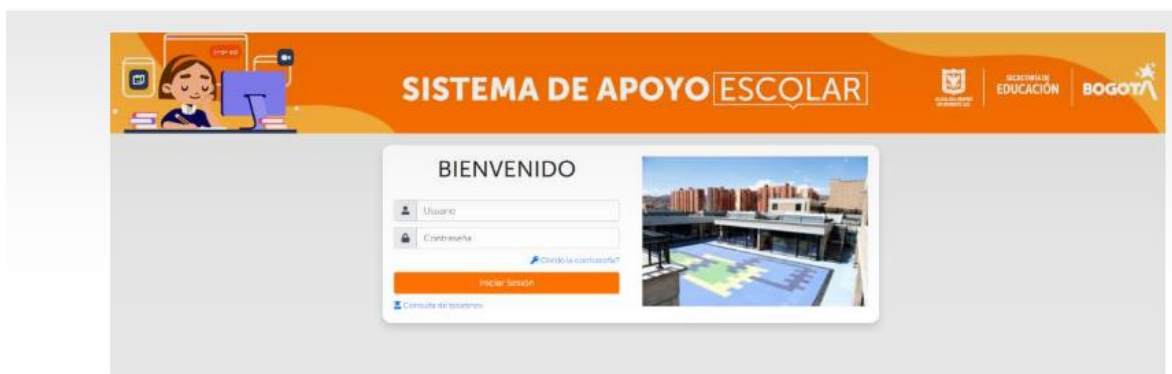 SISTEMA DE APOYO ESCOLAR
SECRETARÍA DE
EDUCACIÓN
BOGOTÁ
BIENVENIDO
Usuario
Contraseña
Olvidó la contraseña?
Iniciar Sesión
Consulta de boletines